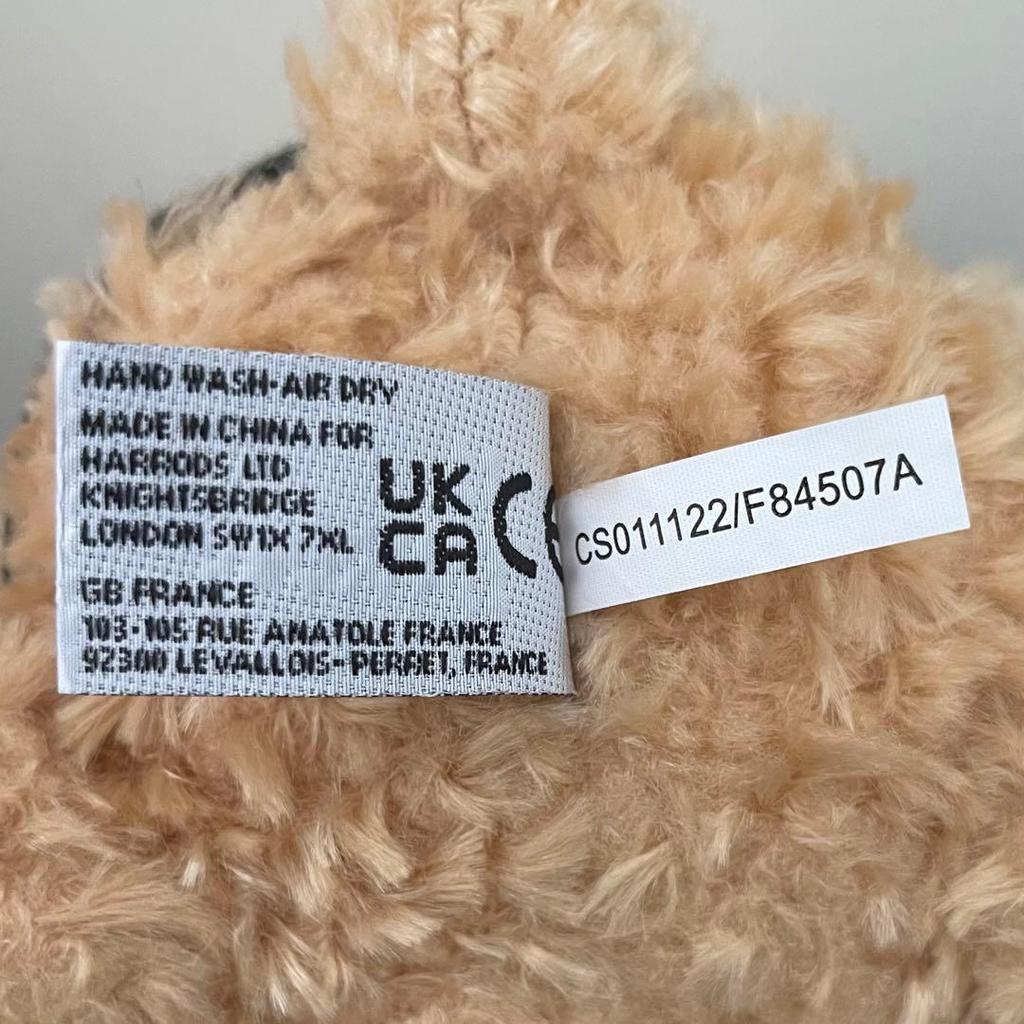 HAND WASH-AIR DRY
MADE IN CHINA FOR
HARRODS LTD
KNIGHTSBRIDGE
LONDON SW1X 7XL
UK
CA
CE
GB FRANCE
103-105 RUE ANATOLE FRANCE
92300 LEVALLOIS-PERRET, FRANCE
CS011122/F84507A